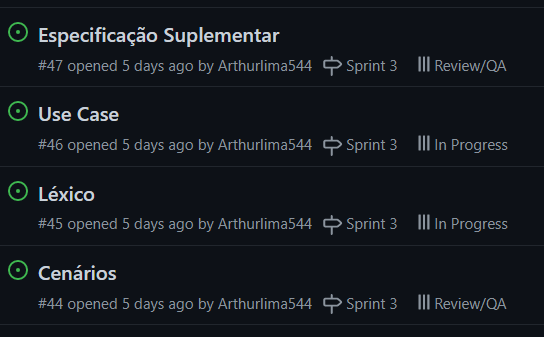 Especificação Suplementar
#47 opened 5 days ago by Arthurlima544 Sprint 3 Review/QA
Use Case
#46 opened 5 days ago by Arthurlima544 Sprint 3 In Progress
Léxico
#45 opened 5 days ago by Arthurlima544 Sprint 3 In Progress
Cenários
#44 opened 5 days ago by Arthurlima544 Sprint 3 Review/QA